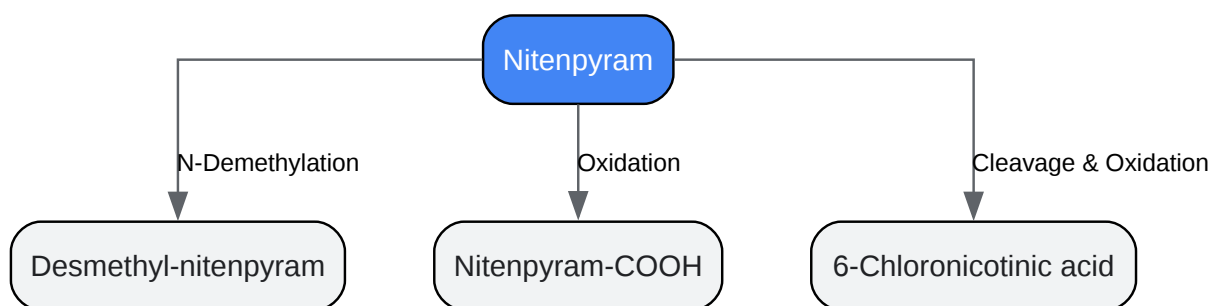 Nitenpyram
N-Demethylation
Oxidation
Cleavage & Oxidation
Desmethyl-nitenpyram
Nitenpyram-COOH
6-Chloronicotinic acid